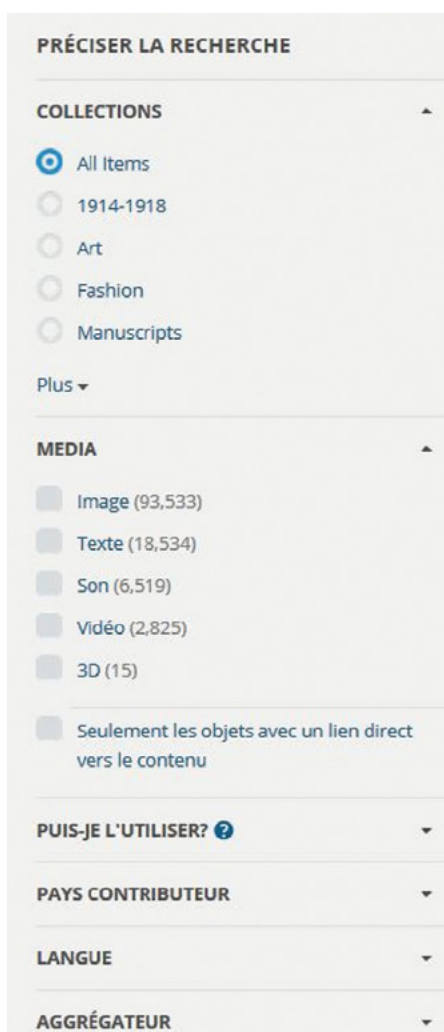 PRÉCISER LA RECHERCHE
COLLECTIONS
All Items
1914-1918
Art
Fashion
Manuscripts
Plus
MEDIA
Image (93,533)
Texte (18,534)
Son (6,519)
Vidéo (2,825)
3D (15)
Seulement les objets avec un lien direct
vers le contenu
PUIS-JE L'UTILISER? ?
PAYS CONTRIBUTEUR
LANGUE
AGGRÉGATEUR